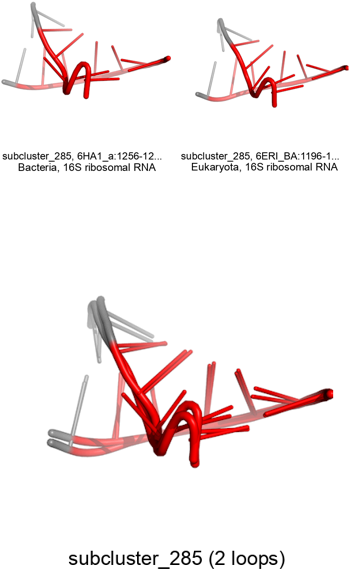 subcluster_285, 6HA1_a:1256-12...
Bacteria, 16S ribosomal RNA
subcluster_285, 6ERI_BA:1196-1...
Eukaryota, 16S ribosomal RNA
subcluster_285 (2 loops)